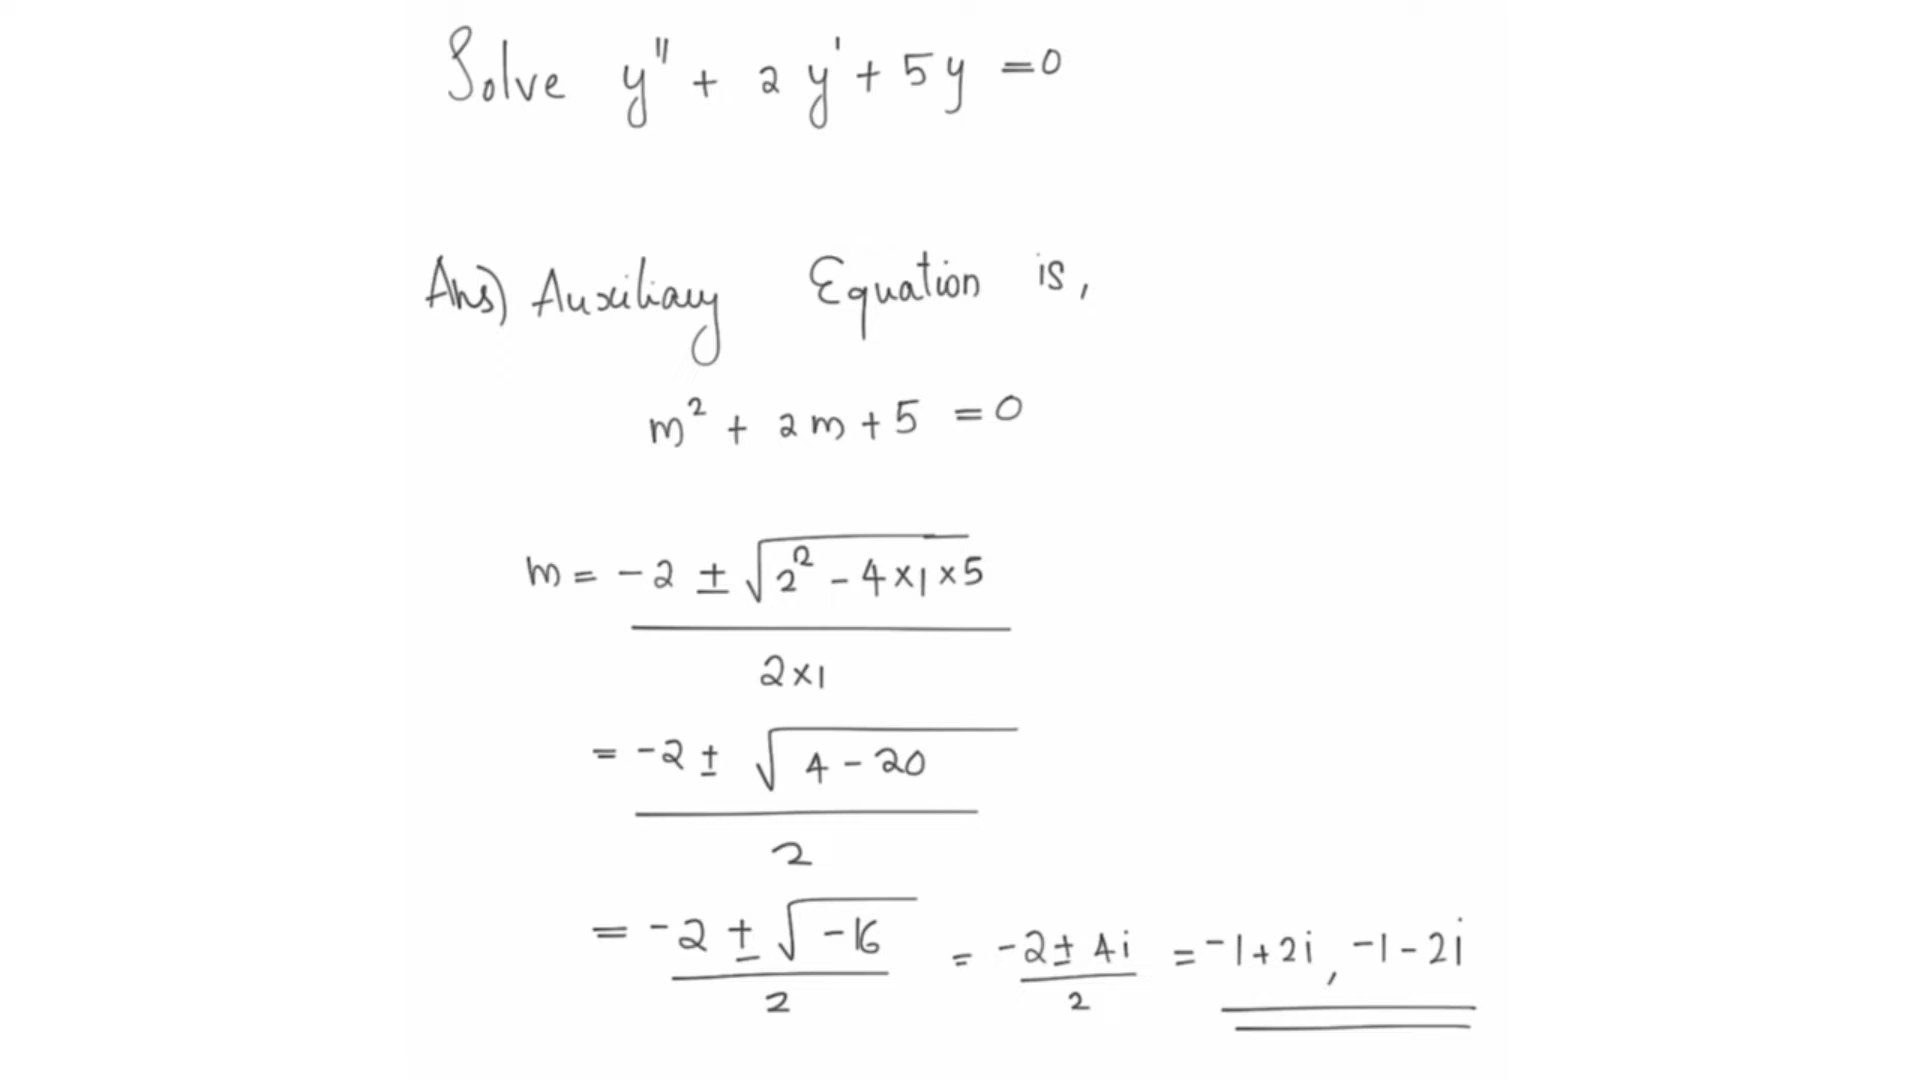 Solve y'' + 2y' + 5y = 0
Ans) Auxiliary Equation is,
m² + 2m + 5 = 0
m = -2 ± √(2² - 4×1×5)
2×1
= -2 ± √(4 - 20)
2
= -2 ± √(-16) / 2 = -2 ± 4i / 2 = -1+2i, -1-2i